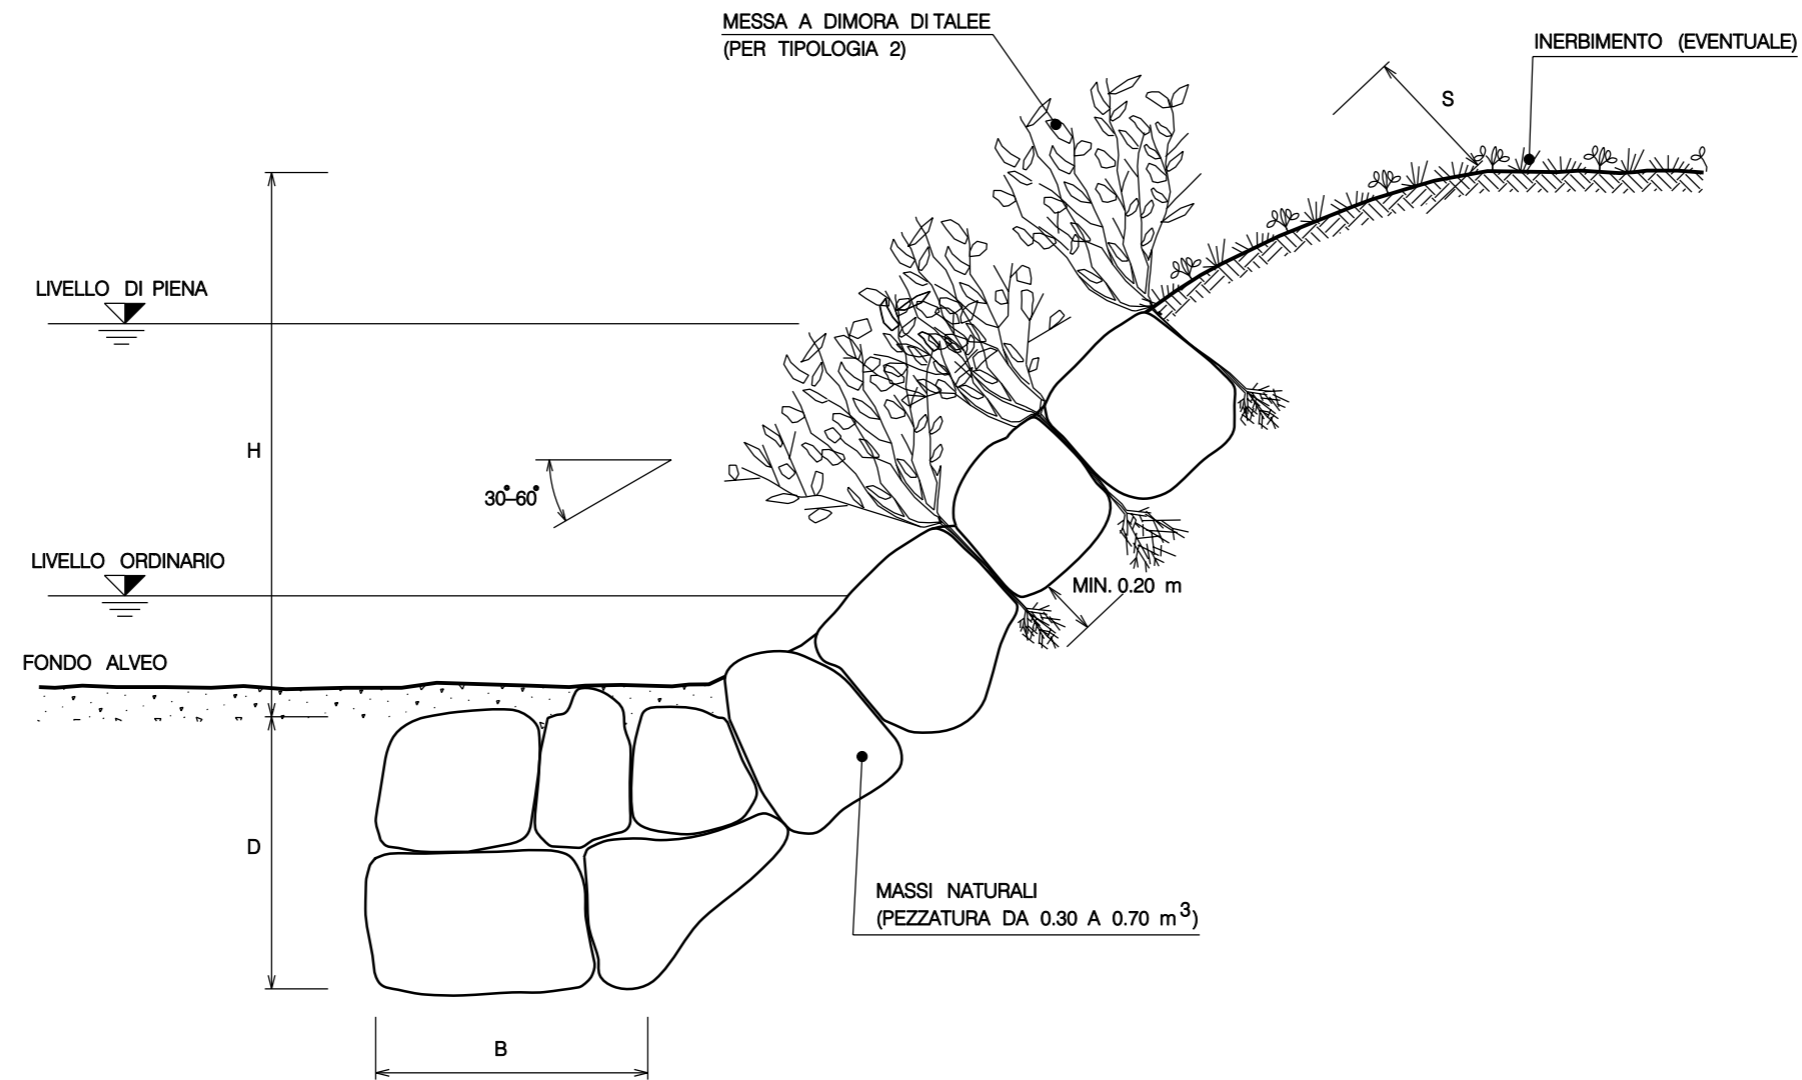 MESSA A DIMORA DI TALEE
(PER TIPOLOGIA 2)
INERBIMENTO (EVENTUALE)
S
LIVELLO DI PIENA
H
30°-60°
LIVELLO ORDINARIO
MIN. 0.20 m
FONDO ALVEO
D
MASSI NATURALI
(PEZZATURA DA 0.30 A 0.70 m³)
B